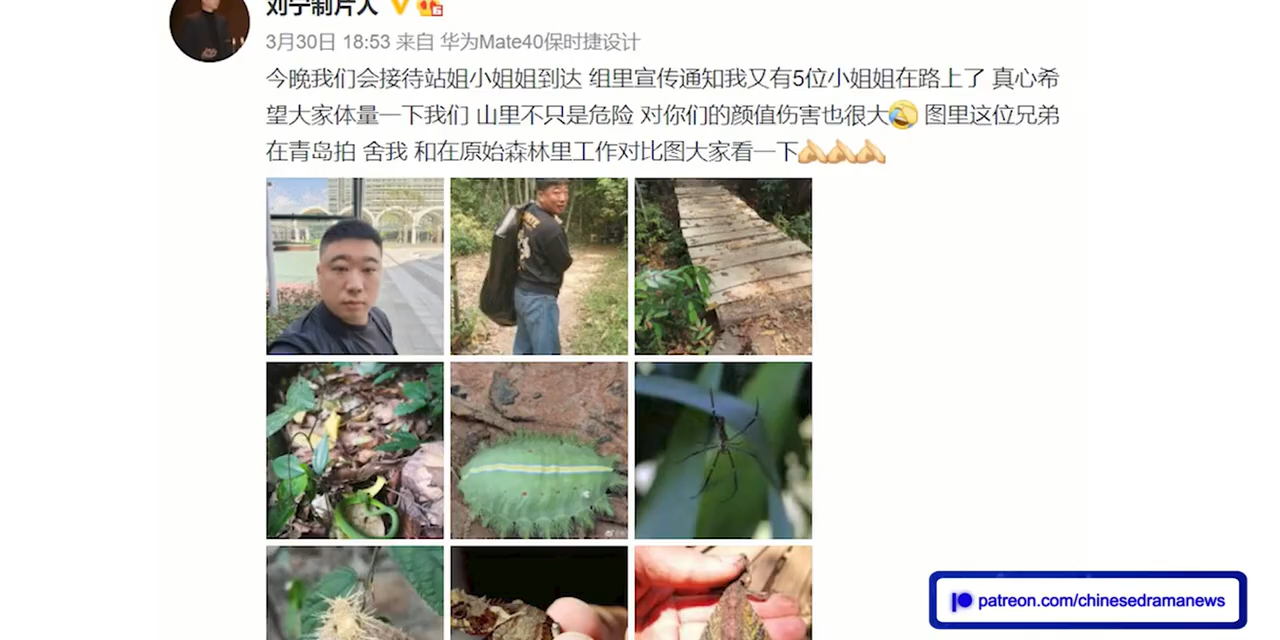 刘宁制片人
3月30日 18:53 来自 华为Mate40保时捷设计
今晚我们会接待站姐小姐姐到达 组里宣传通知我又有5位小姐姐在路上了 真心希
望大家体量一下我们 山里不只是危险 对你们的颜值伤害也很大 图里这位兄弟
在青岛拍 舍我 和在原始森林里工作对比图大家看一下
patreon.com/chinesedramanews